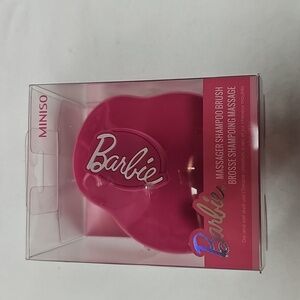 MINISO
Barbie
MASSAGER SHAMPOO BRUSH
BROSSE SHAMPOING MASSAGE
Barbie